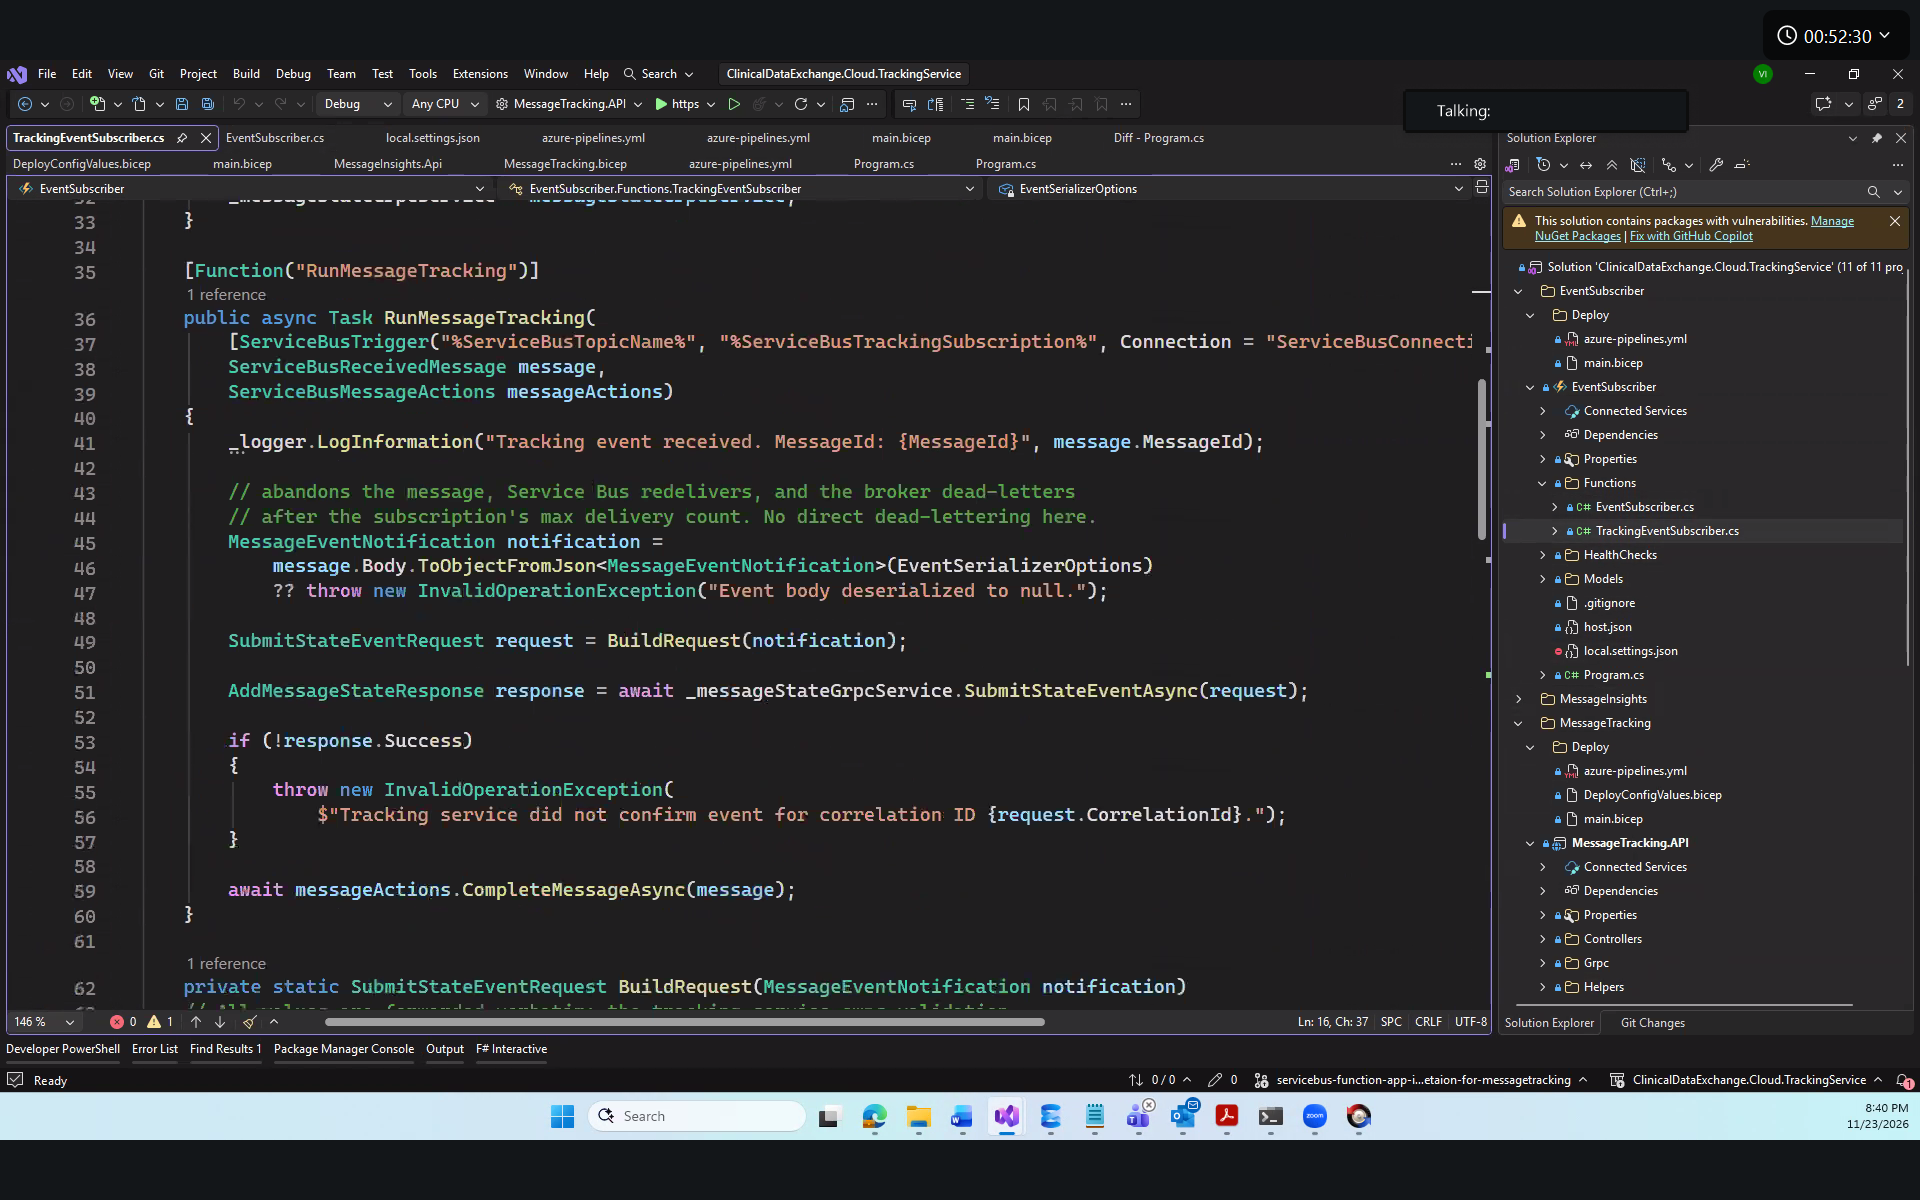 00:52:30
File Edit View Git Project Build Debug Team Test Tools Extensions Window Help Search ClinicalDataExchange.Cloud.TrackingService VI
Debug Any CPU MessageTracking.API https 2
Talking:
TrackingEventSubscriber.cs EventSubscriber.cs local.settings.json azure-pipelines.yml azure-pipelines.yml main.bicep main.bicep Diff - Program.cs
DeployConfigValues.bicep main.bicep MessageInsights.Api MessageTracking.bicep azure-pipelines.yml Program.cs Program.cs
EventSubscriber EventSubscriber.Functions.TrackingEventSubscriber EventSerializerOptions
33 }
34
35 [Function("RunMessageTracking")]
1 reference
36 public async Task RunMessageTracking(
37 [ServiceBusTrigger("%ServiceBusTopicName%", "%ServiceBusTrackingSubscription%", Connection = "ServiceBusConnecti
38 ServiceBusReceivedMessage message,
39 ServiceBusMessageActions messageActions)
40 {
41 _logger.LogInformation("Tracking event received. MessageId: {MessageId}", message.MessageId);
42
43 // abandons the message, Service Bus redelivers, and the broker dead-letters
44 // after the subscription's max delivery count. No direct dead-lettering here.
45 MessageEventNotification notification =
46 message.Body.ToObjectFromJson<MessageEventNotification>(EventSerializerOptions)
47 ?? throw new InvalidOperationException("Event body deserialized to null.");
48
49 SubmitStateEventRequest request = BuildRequest(notification);
50
51 AddMessageStateResponse response = await _messageStateGrpcService.SubmitStateEventAsync(request);
52
53 if (!response.Success)
54 {
55 throw new InvalidOperationException(
56 $"Tracking service did not confirm event for correlation ID {request.CorrelationId}.");
57 }
58
59 await messageActions.CompleteMessageAsync(message);
60 }
61
1 reference
62 private static SubmitStateEventRequest BuildRequest(MessageEventNotification notification)
146 % 0 1 Ln: 16, Ch: 37 SPC CRLF UTF-8
Solution Explorer
Search Solution Explorer (Ctrl+;)
This solution contains packages with vulnerabilities. Manage
NuGet Packages | Fix with GitHub Copilot
Solution 'ClinicalDataExchange.Cloud.TrackingService' (11 of 11 pro
EventSubscriber
Deploy
azure-pipelines.yml
main.bicep
EventSubscriber
Connected Services
Dependencies
Properties
Functions
C# EventSubscriber.cs
C# TrackingEventSubscriber.cs
HealthChecks
Models
.gitignore
host.json
local.settings.json
C# Program.cs
MessageInsights
MessageTracking
Deploy
azure-pipelines.yml
DeployConfigValues.bicep
main.bicep
MessageTracking.API
Connected Services
Dependencies
Properties
Controllers
Grpc
Helpers
Solution Explorer Git Changes
Developer PowerShell Error List Find Results 1 Package Manager Console Output F# Interactive
Ready 0 / 0 0 servicebus-function-app-i...etaion-for-messagetracking ClinicalDataExchange.Cloud.TrackingService 1
Search zoom
8:40 PM
11/23/2026